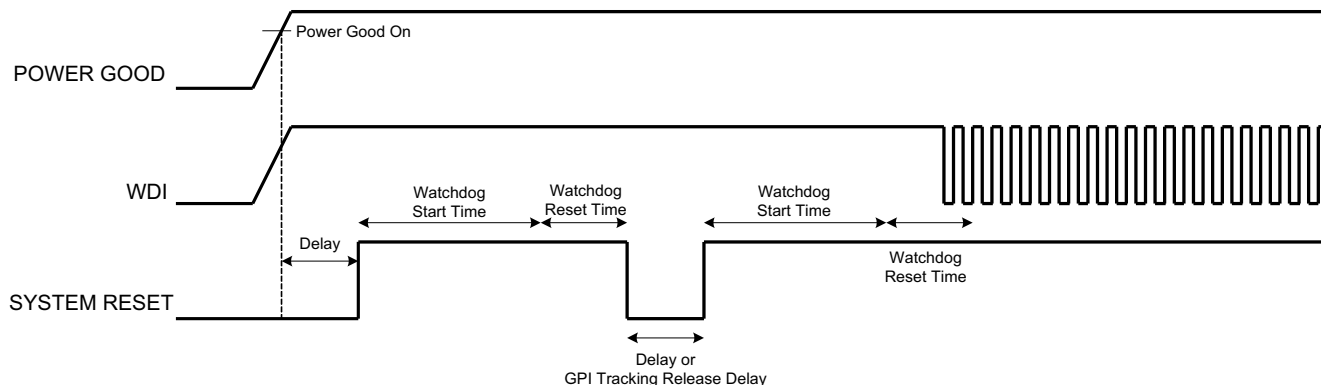 Power Good On
POWER GOOD
WDI
Watchdog
Start Time
Watchdog
Reset Time
Watchdog
Start Time
Delay
Watchdog
Reset Time
SYSTEM RESET
Delay or
GPI Tracking Release Delay